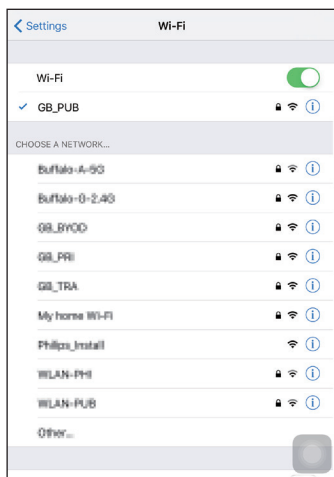 Settings
Wi-Fi
Wi-Fi
GB_PUB
CHOOSE A NETWORK...
Buffalo-A-5G
Buffalo-G-2.4G
GB_BYOD
GB_PRI
GB_TRA
My home Wi-Fi
Philips_Install
WLAN-PHI
WLAN-PUB
Other...